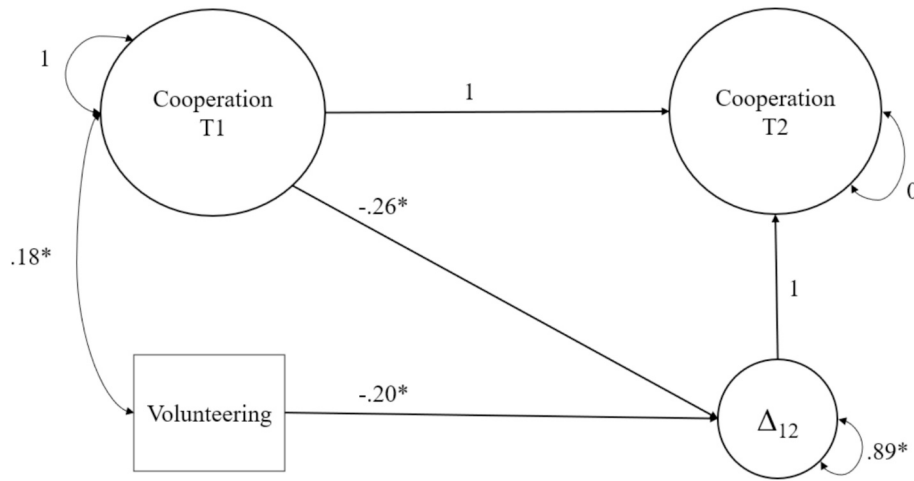 1
Cooperation
T1
1
Cooperation
T2
0
-.26*
.18*
1
Volunteering
-.20*
Δ12
.89*